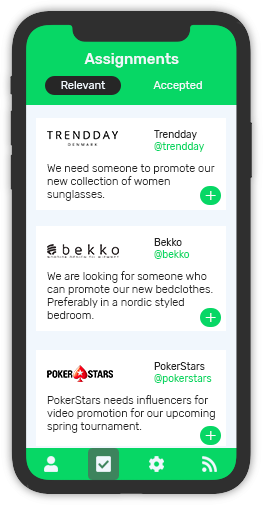 Assignments
Relevant
Accepted
TRENDDAY
DENMARK
Trendday
@trendday
We need someone to promote our
new collection of women
sunglasses.
bekko
Bekko
@bekko
We are looking for someone who
can promote our new bedclothes.
Preferably in a nordic styled
bedroom.
POKERSTARS
PokerStars
@pokerstars
PokerStars needs influencers for
video promotion for our upcoming
spring tournament.